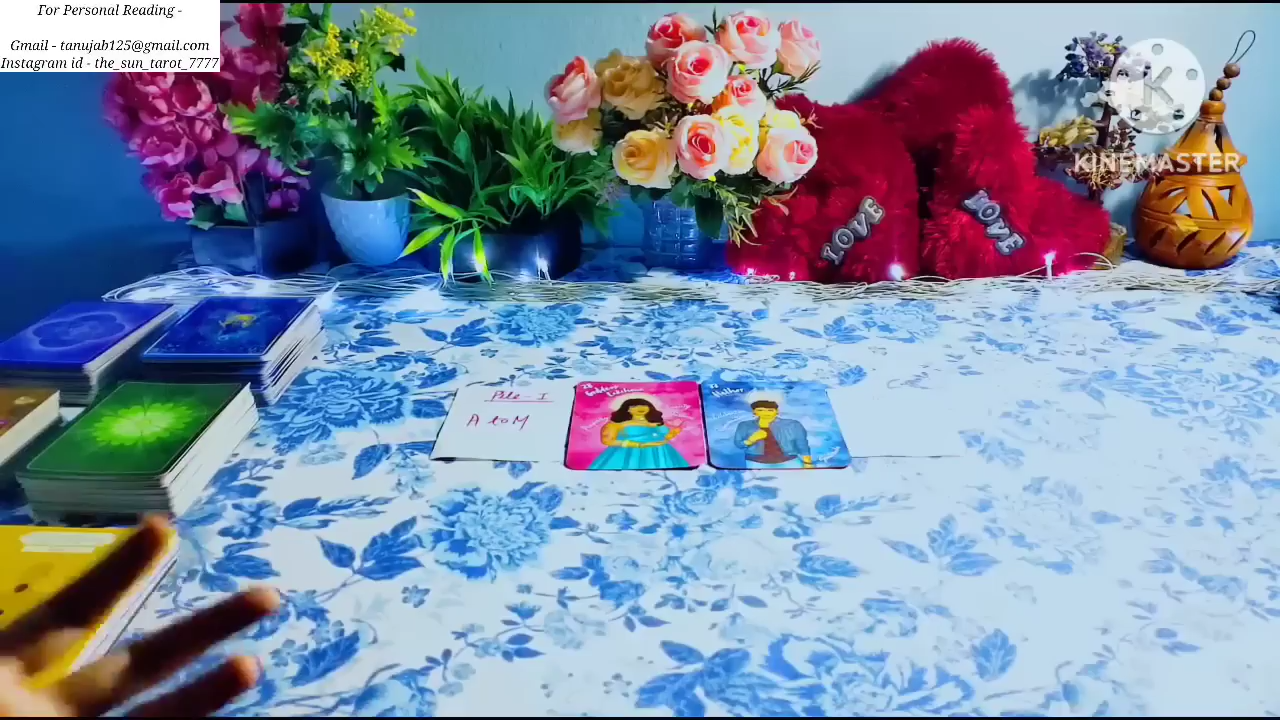 For Personal Reading -
Gmail - tanujab125@gmail.com
Instagram id - the_sun_tarot_7777
KINEMASTER
LOVE
LOVE
Pile - I
A to M